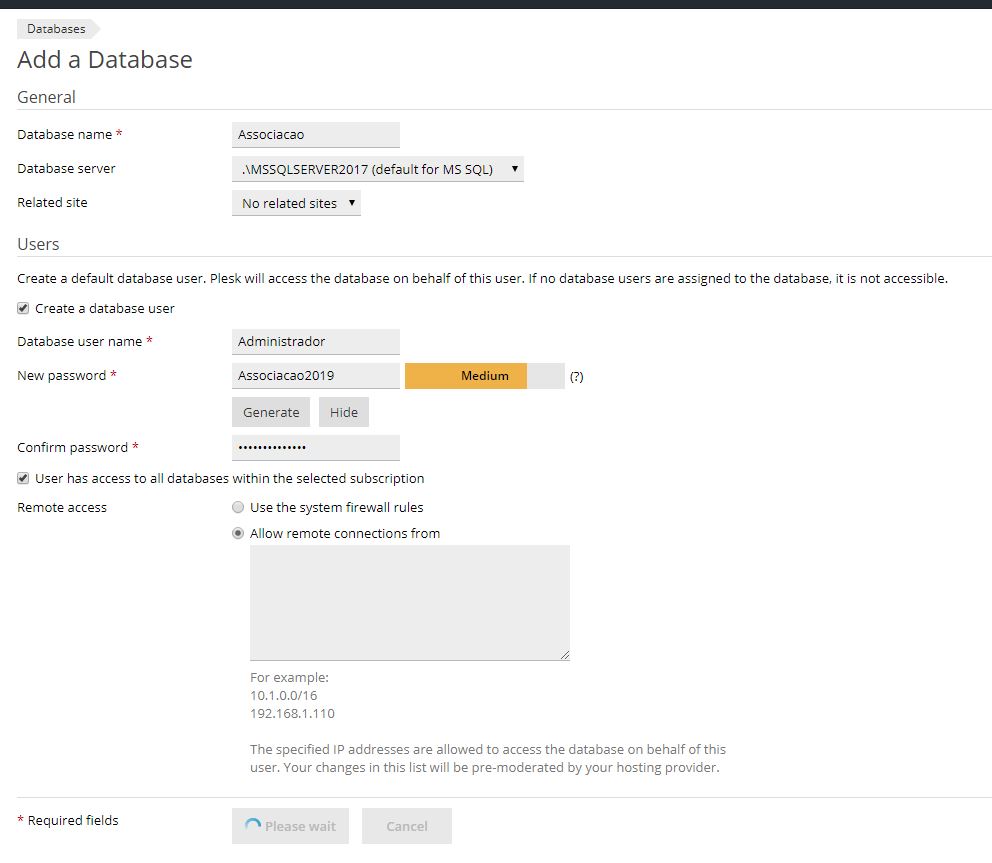 Databases
Add a Database
General
Database name *
Associacao
Database server
.\MSSQLSERVER2017 (default for MS SQL)
Related site
No related sites
Users
Create a default database user. Plesk will access the database on behalf of this user. If no database users are assigned to the database, it is not accessible.
Create a database user
Database user name *
Administrador
New password *
Associacao2019
Medium
(?)
Generate
Hide
Confirm password *
••••••••••••••
User has access to all databases within the selected subscription
Remote access
Use the system firewall rules
Allow remote connections from
For example:
10.1.0.0/16
192.168.1.110
The specified IP addresses are allowed to access the database on behalf of this
user. Your changes in this list will be pre-moderated by your hosting provider.
* Required fields
Please wait
Cancel